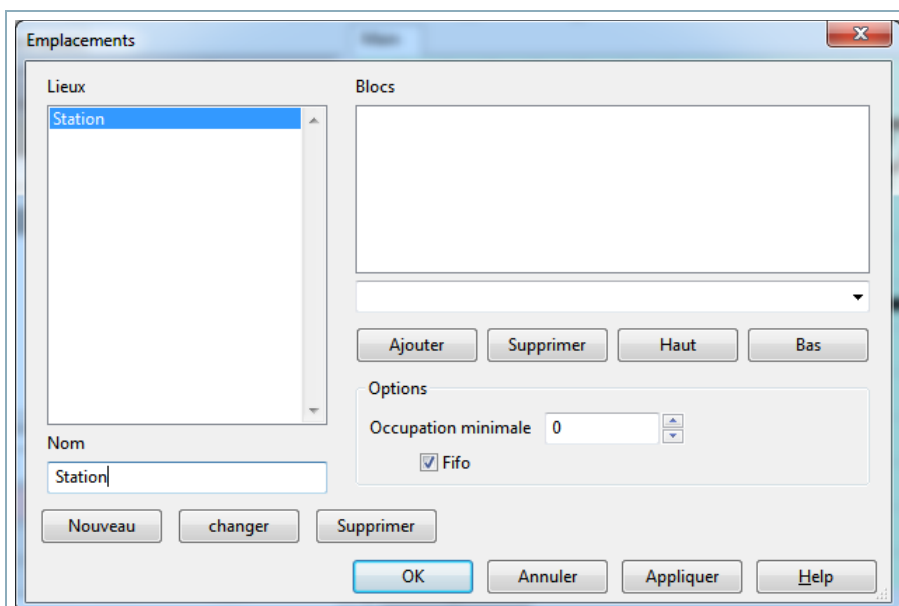 Emplacements
Lieux
Station
Nom
Station
Nouveau changer Supprimer
Blocs
Ajouter Supprimer Haut Bas
Options
Occupation minimale 0
Fifo
OK Annuler Appliquer Help